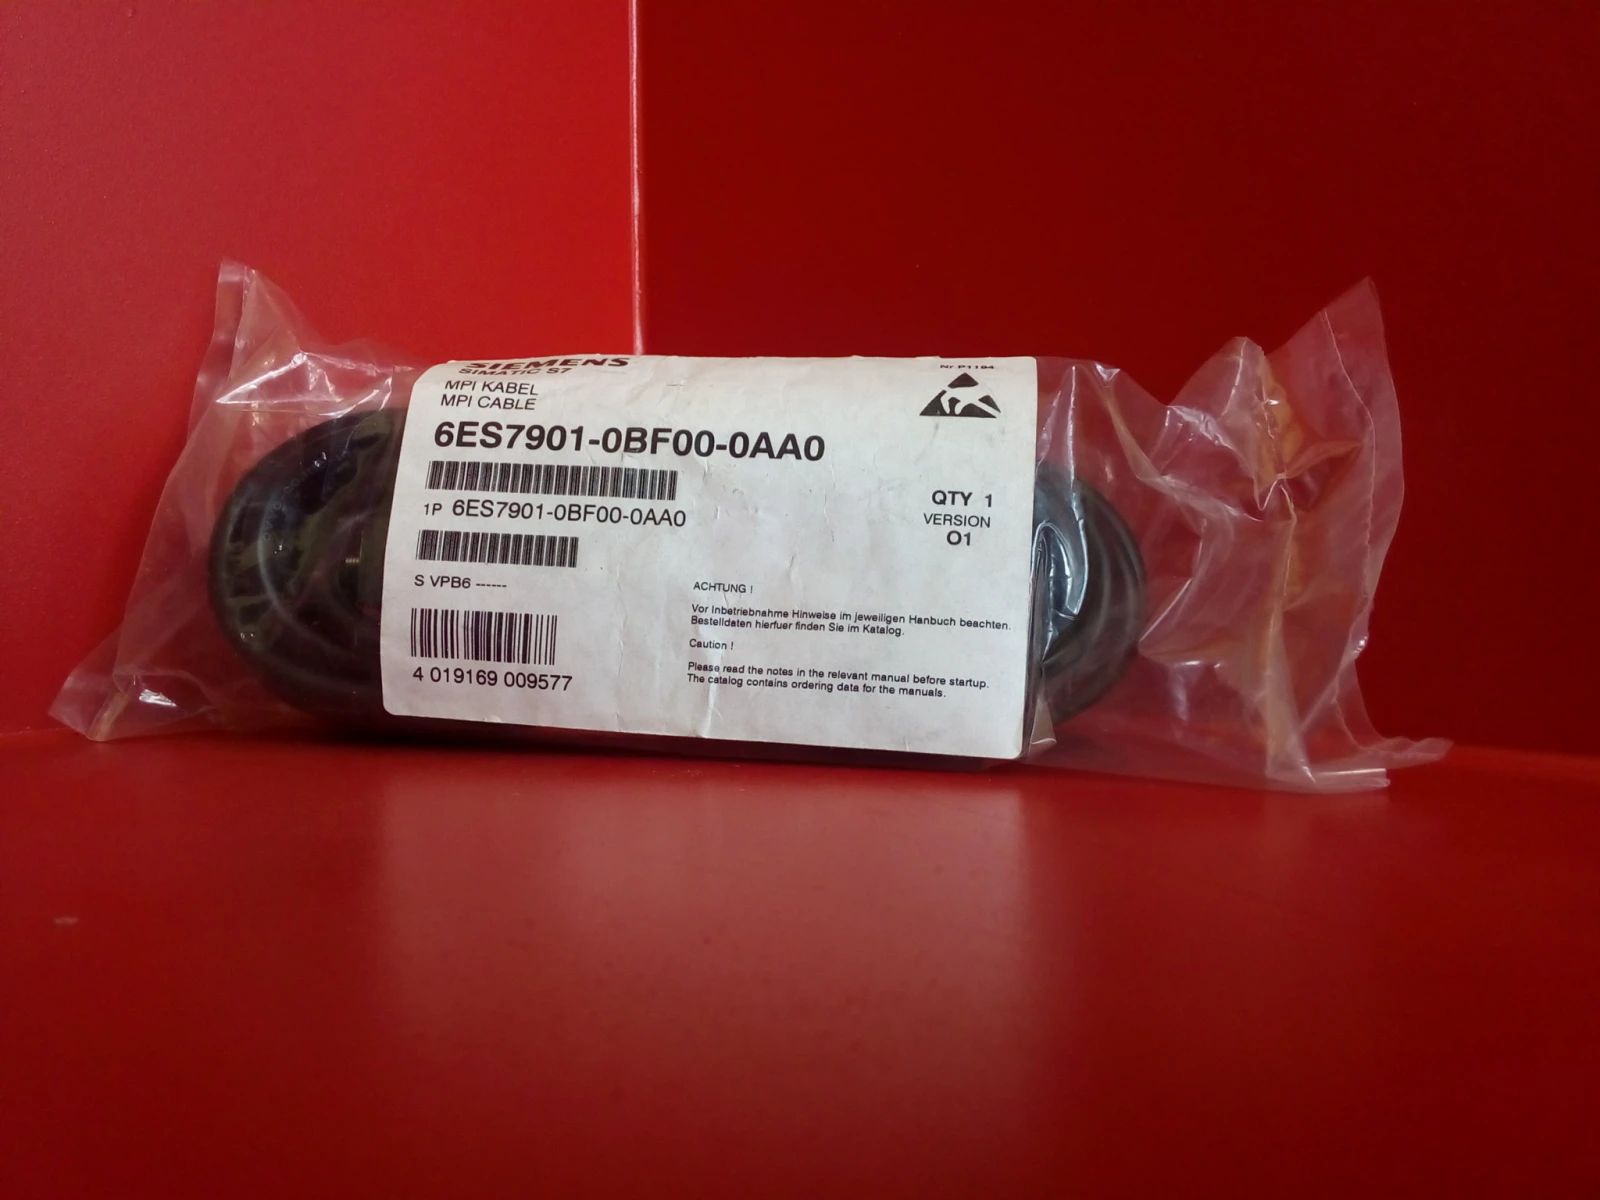 SIEMENS
SIMATIC S7
MPI KABEL
MPI CABLE
6ES7901-0BF00-0AA0
1P 6ES7901-0BF00-0AA0
S VPB6 ------
4 019169 009577
Nr P1194
QTY 1
VERSION
O1
ACHTUNG !
Vor Inbetriebnahme Hinweise im jeweiligen Hanbuch beachten.
Bestelldaten hierfuer finden Sie im Katalog.
Caution !
Please read the notes in the relevant manual before startup.
The catalog contains ordering data for the manuals.